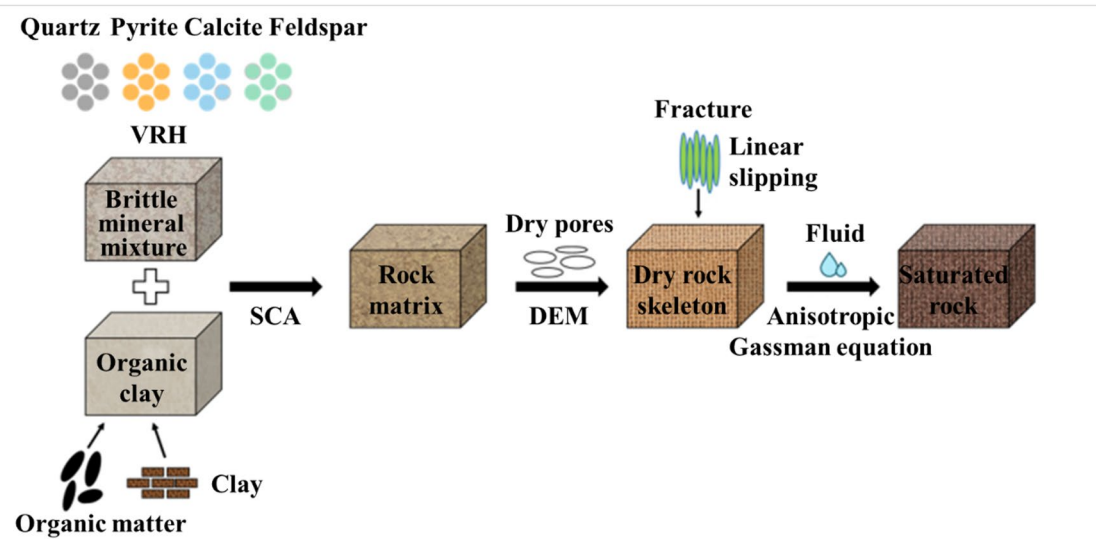 Quartz Pyrite Calcite Feldspar
VRH
Brittle
mineral
mixture
Organic
clay
Organic matter
Clay
SCA
Rock
matrix
Dry pores
DEM
Fracture
Linear
slipping
Dry rock
skeleton
Fluid
Anisotropic
Gassman equation
Saturated
rock